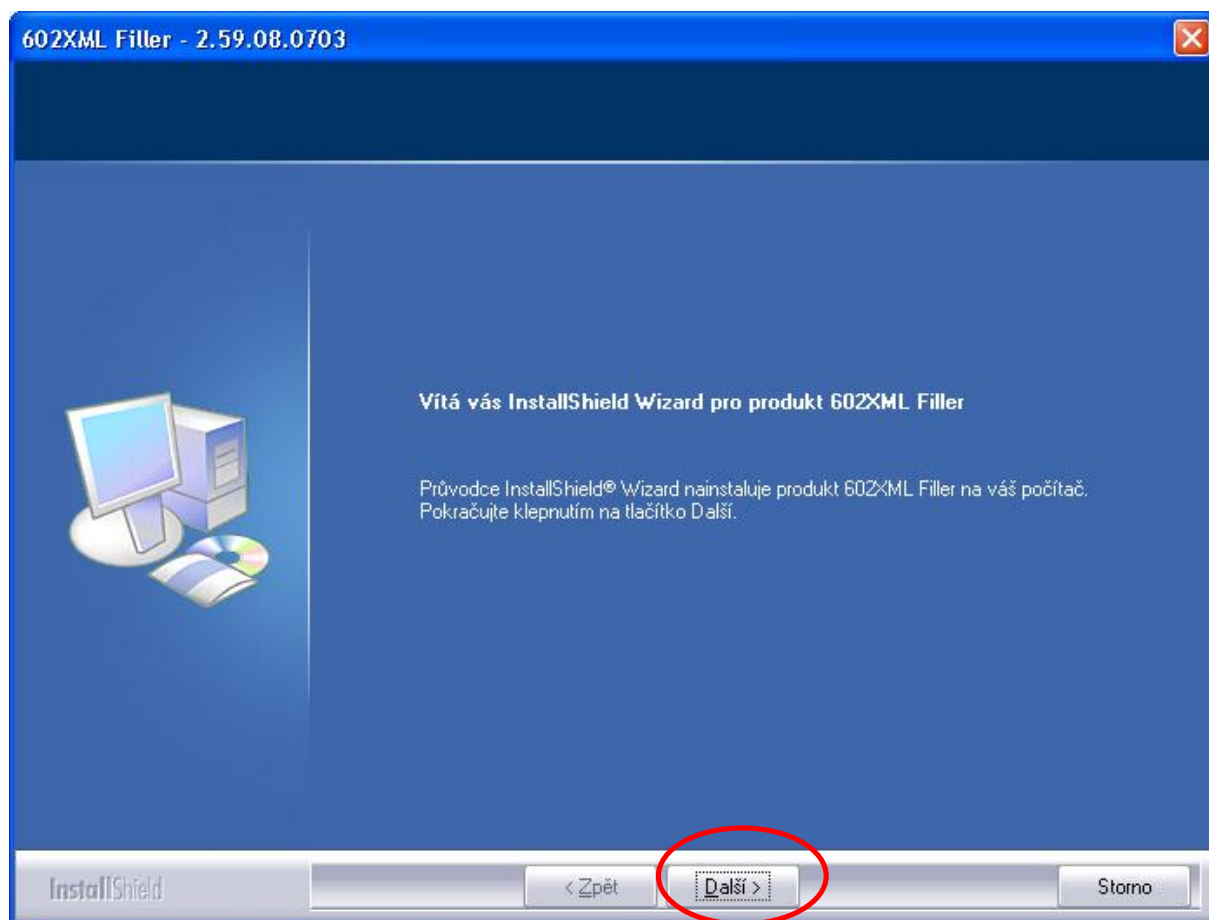 602XML Filler - 2.59.08.0703
Vítá vás InstallShield Wizard pro produkt 602XML Filler
Průvodce InstallShield® Wizard nainstaluje produkt 602XML Filler na váš počítač.
Pokračujte klepnutím na tlačítko Další.
InstallShield
< Zpět
Další >
Storno